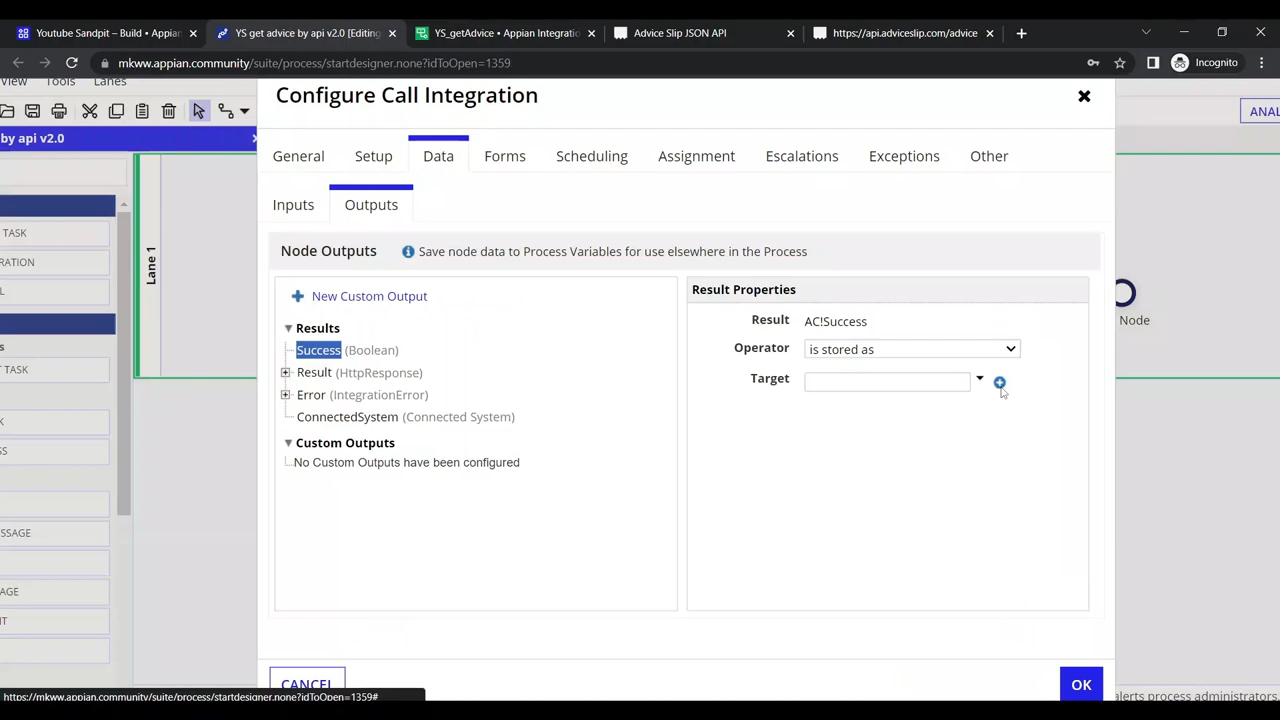 Youtube Sandpit – Build • Appian
YS get advice by api v2.0 [Editing
YS_getAdvice • Appian Integratio
Advice Slip JSON API
https://api.adviceslip.com/advice
mkww.appian.community/suite/process/startdesigner.none?idToOpen=1359
Incognito
View
Tools
Lanes
Configure Call Integration
ANAL
by api v2.0
General
Setup
Data
Forms
Scheduling
Assignment
Escalations
Exceptions
Other
Inputs
Outputs
TASK
RATION
L
s
T TASK
K
SS
SSAGE
AGE
NT
Lane 1
Node Outputs
Save node data to Process Variables for use elsewhere in the Process
New Custom Output
Results
Success (Boolean)
Result (HttpResponse)
Error (IntegrationError)
ConnectedSystem (Connected System)
Custom Outputs
No Custom Outputs have been configured
Result Properties
Result AC!Success
Operator is stored as
Target
Node
CANCEL
OK
https://mkww.appian.community/suite/process/startdesigner.none?idToOpen=1359#
alerts process administrators